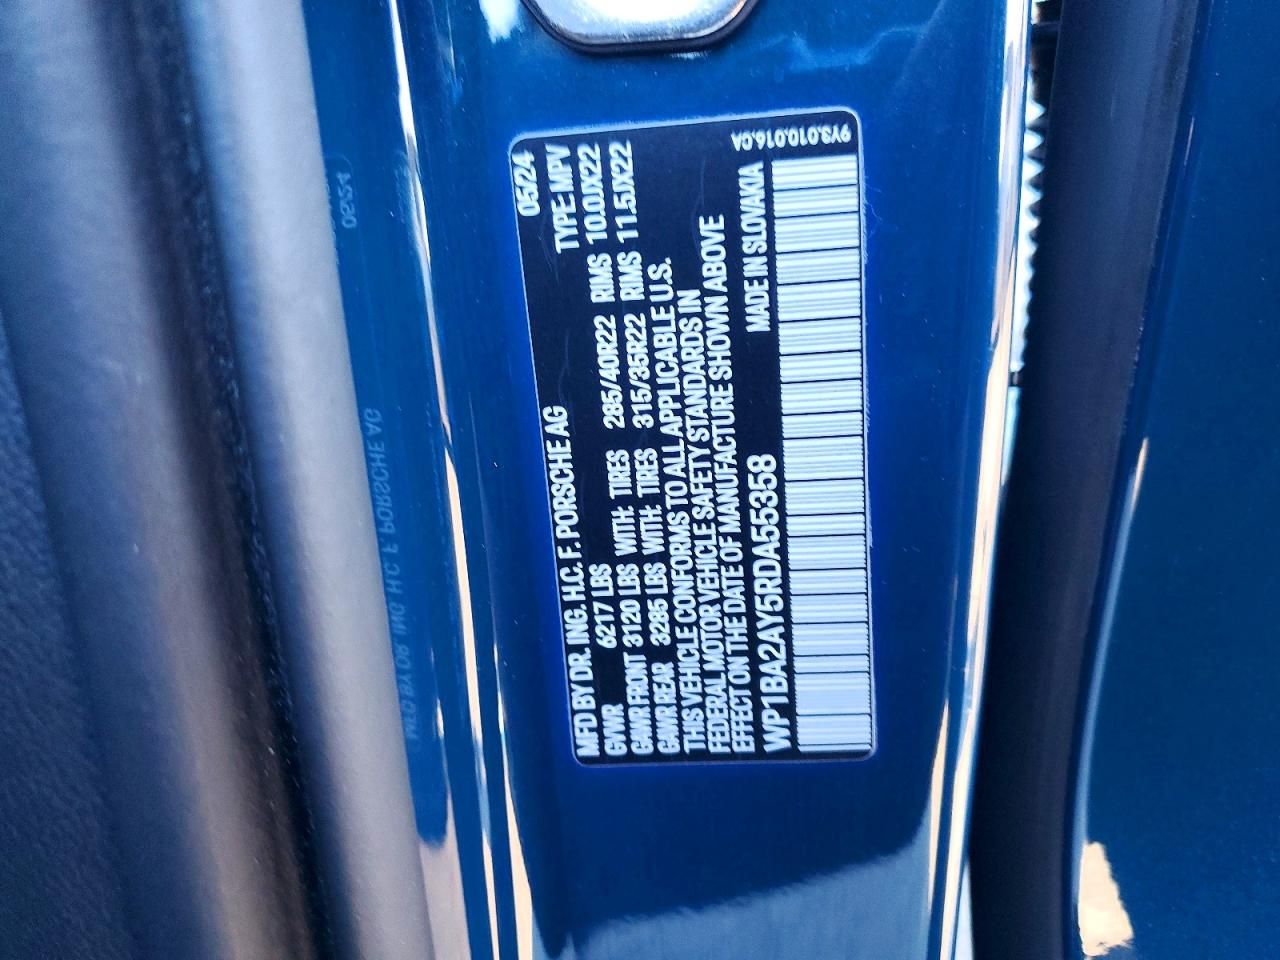 MFD BY DR. ING. H.C. F. PORSCHE AG 05/24
GVWR 6217 LBS TYPE: MPV
GAWR FRONT 3120 LBS WITH: TIRES 285/40R22 RIMS 10.0JX22
GAWR REAR 3285 LBS WITH: TIRES 315/35R22 RIMS 11.5JX22
THIS VEHICLE CONFORMS TO ALL APPLICABLE U.S.
FEDERAL MOTOR VEHICLE SAFETY STANDARDS IN
EFFECT ON THE DATE OF MANUFACTURE SHOWN ABOVE
WP1BA2AY5RDA55358 MADE IN SLOVAKIA
9Y3.010.016.CA